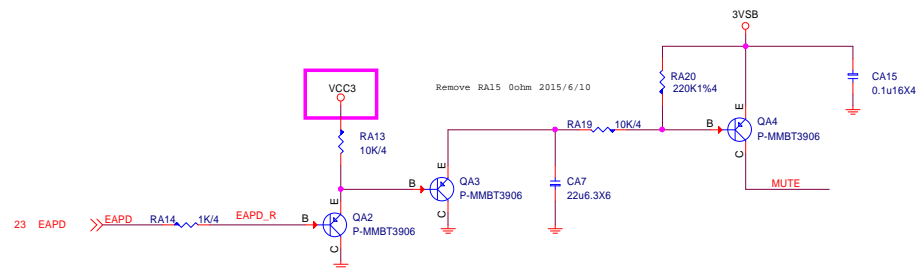 3VSB
VCC3
Remove RA15 0ohm 2015/6/10
RA20
220K1%4
CA15
0.1u16X4
RA13
10K/4
RA19 10K/4
E
B
C
QA4
P-MMBT3906
E
B
C
QA3
P-MMBT3906
CA7
22u6.3X6
MUTE
23 EAPD
EAPD
RA14 1K/4
EAPD_R
E
B
C
QA2
P-MMBT3906